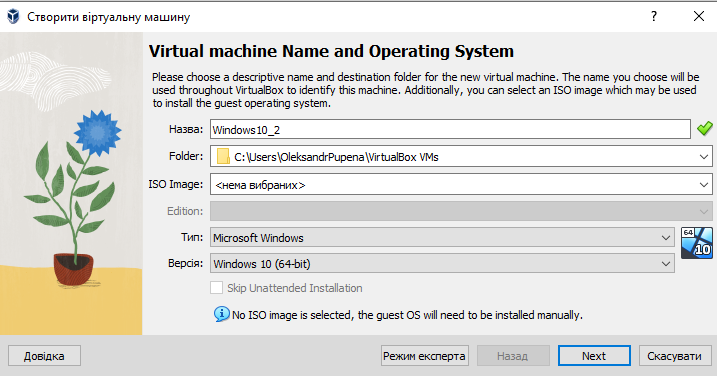 Створити віртуальну машину
Virtual machine Name and Operating System
Please choose a descriptive name and destination folder for the new virtual machine. The name you choose will be
used throughout VirtualBox to identify this machine. Additionally, you can select an ISO image which may be used
to install the guest operating system.
Назва: Windows10_2
Folder: C:\Users\OleksandrPupena\VirtualBox VMs
ISO Image: <нема вибраних>
Edition:
Тип: Microsoft Windows
64
Версія: Windows 10 (64-bit)
10
Skip Unattended Installation
No ISO image is selected, the guest OS will need to be installed manually.
Довідка Режим експерта Назад Next Скасувати